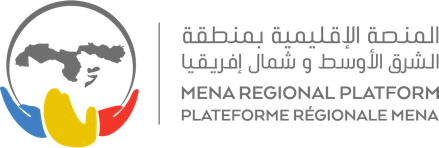 المنصة الإقليمية بمنطقة
الشرق الأوسط و شمال إفريقيا
MENA REGIONAL PLATFORM
PLATEFORME RÉGIONALE MENA